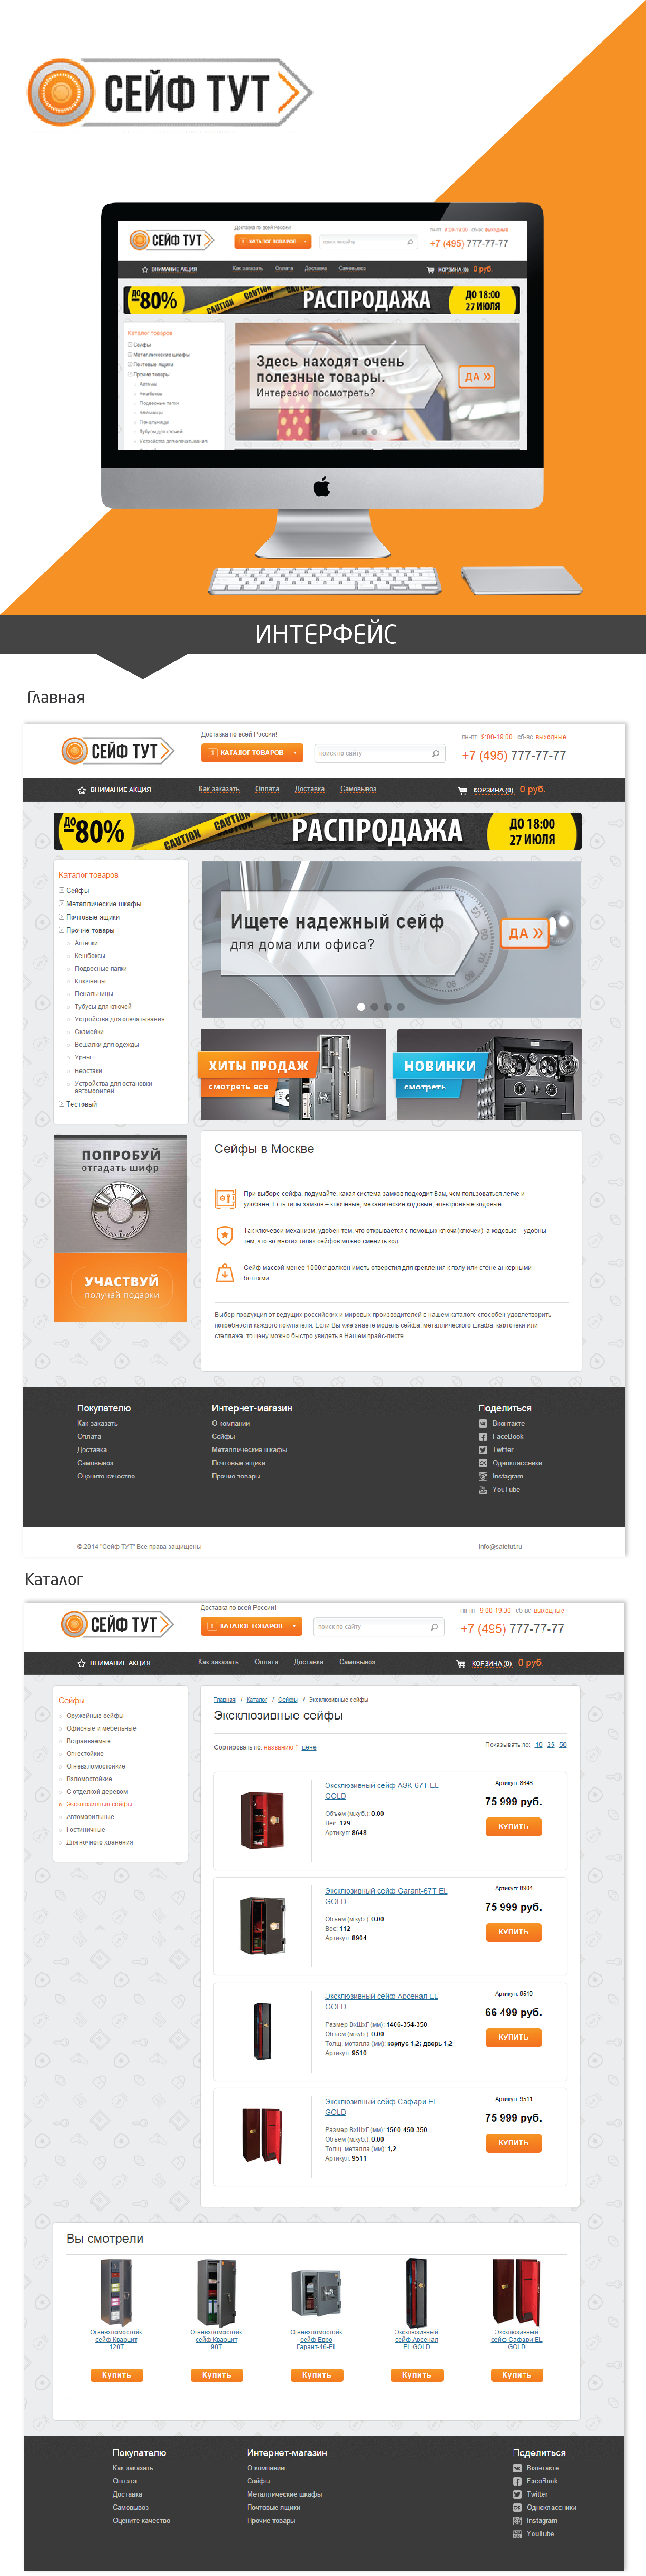 СЕЙФ ТУТ
СЕЙФ ТУТ
Доставка по всей России!
КАТАЛОГ ТОВАРОВ
поиск по сайту
пн-пт 9:00-19:00 сб-вс выходные
+7 (495) 777-77-77
ВНИМАНИЕ АКЦИЯ
Как заказать Оплата Доставка Самовывоз
КОРЗИНА (0) 0 руб.
ДО 80% CAUTION CAUTION CAUTION РАСПРОДАЖА ДО 18:00 27 ИЮЛЯ
Каталог товаров
Сейфы
Металлические шкафы
Почтовые ящики
Прочие товары
Аптечки
Кешбоксы
Подвесные папки
Ключницы
Пенальницы
Тубусы для ключей
Устройства для опечатывания
Здесь находят очень
полезные товары.
Интересно посмотреть?
ДА »
ИНТЕРФЕЙС
Главная
СЕЙФ ТУТ
Доставка по всей России!
КАТАЛОГ ТОВАРОВ
поиск по сайту
пн-пт 9:00-19:00 сб-вс выходные
+7 (495) 777-77-77
ВНИМАНИЕ АКЦИЯ
Как заказать Оплата Доставка Самовывоз
КОРЗИНА (0) 0 руб.
ДО 80% CAUTION CAUTION CAUTION РАСПРОДАЖА ДО 18:00 27 ИЮЛЯ
Каталог товаров
Сейфы
Металлические шкафы
Почтовые ящики
Прочие товары
Аптечки
Кешбоксы
Подвесные папки
Ключницы
Пенальницы
Тубусы для ключей
Устройства для опечатывания
Скамейки
Вешалки для одежды
Урны
Верстаки
Устройства для остановки
автомобилей
Тестовый
Ищете надежный сейф
для дома или офиса?
ДА »
ХИТЫ ПРОДАЖ
смотреть все
НОВИНКИ
смотреть
ПОПРОБУЙ
отгадать шифр
УЧАСТВУЙ
получай подарки
Сейфы в Москве
При выборе сейфа, подумайте, какая система замков подходит Вам, чем пользоваться легче и
удобнее. Есть типы замков – ключевые, механические кодовые, электронные кодовые.
Так ключевой механизм, удобен тем, что открывается с помощью ключа(ключей), а кодовые – удобны
тем, что во многих типах сейфов можно сменить код.
Сейф массой менее 1000кг должен иметь отверстия для крепления к полу или стене анкерными
болтами.
Выбор продукция от ведущих российских и мировых производителей в нашем каталоге способен удовлетворить
потребности каждого покупателя. Если Вы уже знаете модель сейфа, металлического шкафа, картотеки или
стеллажа, то цену можно быстро увидеть в Нашем прайс-листе.
Покупателю
Как заказать
Оплата
Доставка
Самовывоз
Оцените качество
Интернет-магазин
О компании
Сейфы
Металлические шкафы
Почтовые ящики
Прочие товары
Поделиться
Вконтакте
FaceBook
Twitter
Одноклассники
Instagram
YouTube
© 2014 "Сейф ТУТ" Все права защищены
info@safetut.ru
Каталог
СЕЙФ ТУТ
Доставка по всей России!
КАТАЛОГ ТОВАРОВ
поиск по сайту
пн-пт 9:00-19:00 сб-вс выходные
+7 (495) 777-77-77
ВНИМАНИЕ АКЦИЯ
Как заказать Оплата Доставка Самовывоз
КОРЗИНА (0) 0 руб.
Сейфы
Оружейные сейфы
Офисные и мебельные
Встраиваемые
Огнестойкие
Огневзломостойкие
Взломостойкие
С отделкой деревом
Эксклюзивные сейфы
Автомобильные
Гостиничные
Для ночного хранения
Главная / Каталог / Сейфы / Эксклюзивные сейфы
Эксклюзивные сейфы
Сортировать по: названию ↑ цене
Показывать по: 10 25 50
Эксклюзивный сейф ASK-67T EL
GOLD
Объем (м.куб.): 0.00
Вес: 129
Артикул: 8648
Артикул: 8648
75 999 руб.
КУПИТЬ
Эксклюзивный сейф Garant-67T EL
GOLD
Объем (м.куб.): 0.00
Вес: 112
Артикул: 8904
Артикул: 8904
75 999 руб.
КУПИТЬ
Эксклюзивный сейф Арсенал EL
GOLD
Размер ВхШхГ (мм): 1406-354-350
Объем (м.куб.): 0.00
Толщ. металла (мм): корпус 1,2; дверь 1,2
Артикул: 9510
Артикул: 9510
66 499 руб.
КУПИТЬ
Эксклюзивный сейф Сафари EL
GOLD
Размер ВхШхГ (мм): 1500-450-350
Объем (м.куб.): 0.00
Толщ. металла (мм): 1,2
Артикул: 9511
Артикул: 9511
75 999 руб.
КУПИТЬ
Вы смотрели
Огневзломостойк
сейф Кварцит
120Т
Купить
Огневзломостойк
сейф Кварцит
90Т
Купить
Огневзломостойк
сейф Евро
Гарант-46-EL
Купить
Эксклюзивный
сейф Арсенал
EL GOLD
Купить
Эксклюзивный
сейф Сафари EL
GOLD
Купить
Покупателю
Как заказать
Оплата
Доставка
Самовывоз
Оцените качество
Интернет-магазин
О компании
Сейфы
Металлические шкафы
Почтовые ящики
Прочие товары
Поделиться
Вконтакте
FaceBook
Twitter
Одноклассники
Instagram
YouTube